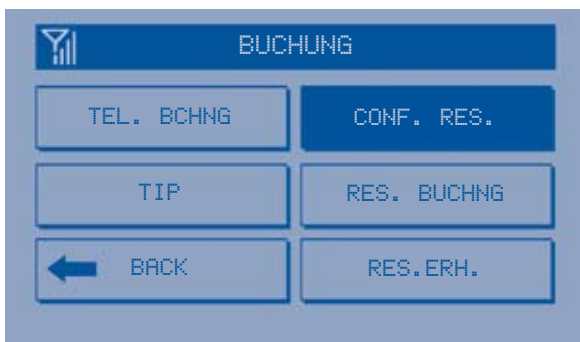 BUCHUNG
TEL. BCHNG
CONF. RES.
TIP
RES. BUCHNG
BACK
RES.ERH.